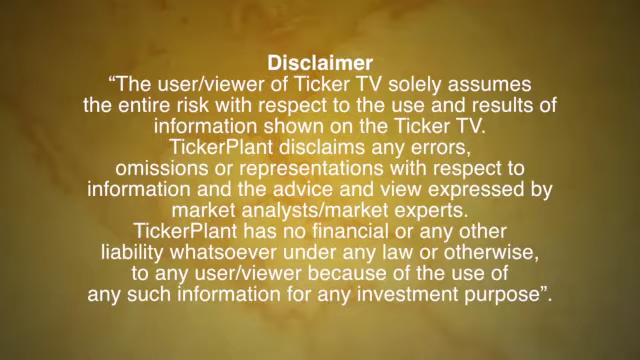 Disclaimer
“The user/viewer of Ticker TV solely assumes
the entire risk with respect to the use and results of
information shown on the Ticker TV.
TickerPlant disclaims any errors,
omissions or representations with respect to
information and the advice and view expressed by
market analysts/market experts.
TickerPlant has no financial or any other
liability whatsoever under any law or otherwise,
to any user/viewer because of the use of
any such information for any investment purpose”.